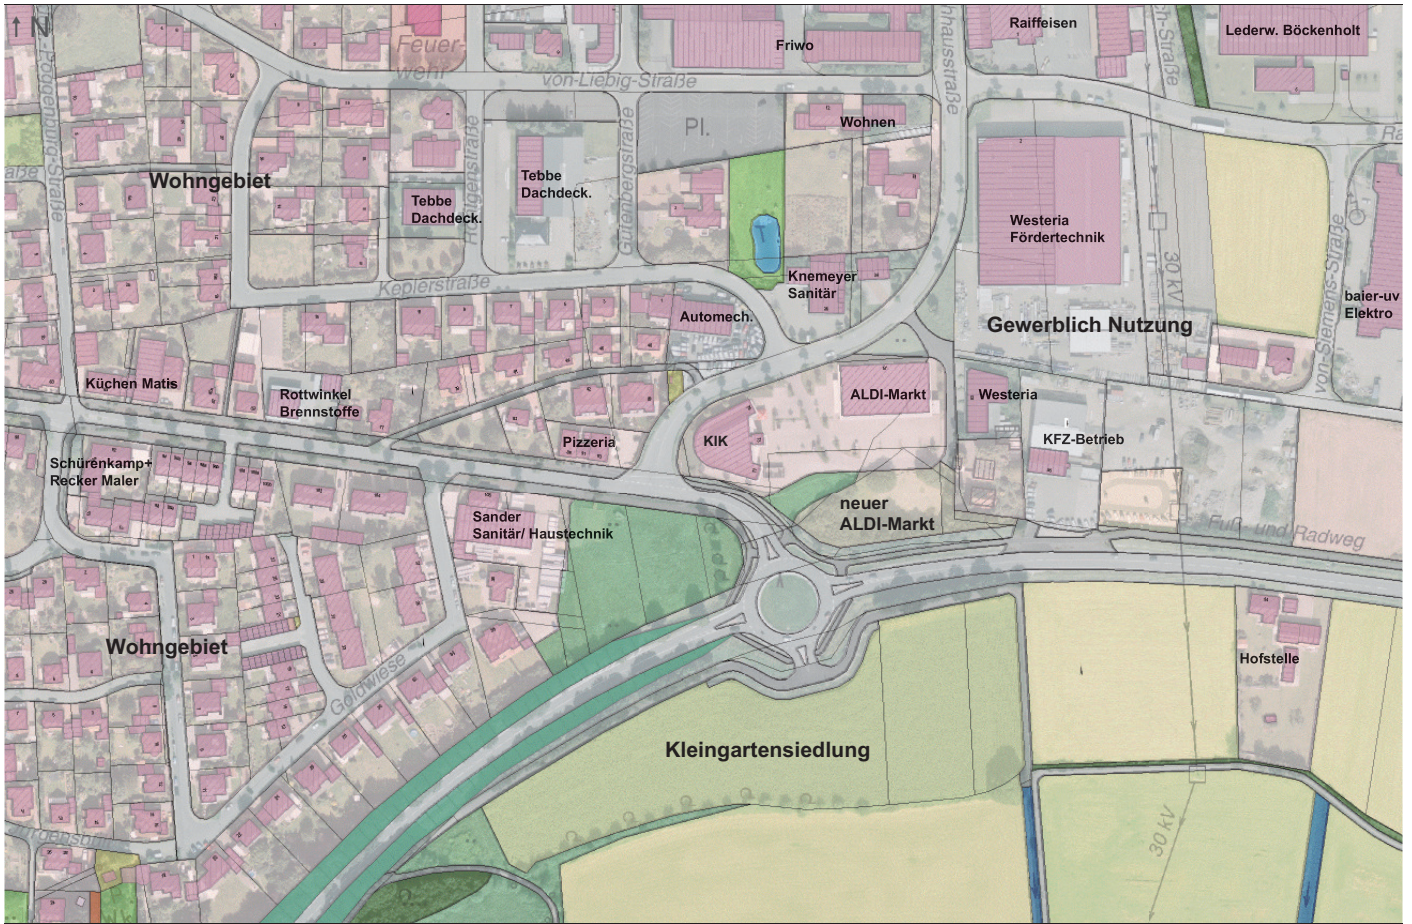 N
Feuer-
wehr
Friwo
Raiffeisen
Lederw. Böckenholt
von-Liebig-Straße
Pl.
Wohnen
Wohngebiet
Tebbe
Dachdeck.
Tebbe
Dachdeck.
Röntgenstraße
Gutenbergstraße
Westeria
Fördertechnik
30 kV
von-Siemens-Straße
Knemeyer
Sanitär
Keplerstraße
Automech.
Gewerblich Nutzung
baier-uv
Elektro
Küchen Matis
Rottwinkel
Brennstoffe
ALDI-Markt
Westeria
Pizzeria
KIK
KFZ-Betrieb
Schürenkamp+
Recker Maler
neuer
ALDI-Markt
Sander
Sanitär/ Haustechnik
Fuß- und Radweg
Wohngebiet
Goldwiese
Hofstelle
Kleingartensiedlung
30 kV